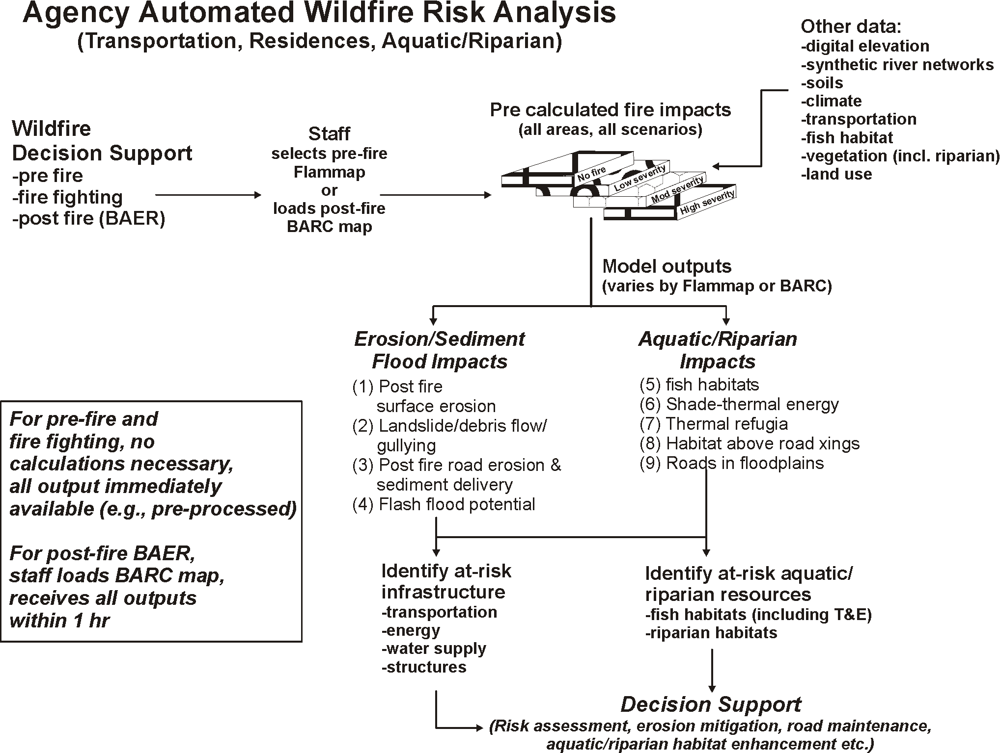 Agency Automated Wildfire Risk Analysis
(Transportation, Residences, Aquatic/Riparian)
Other data:
-digital elevation
-synthetic river networks
-soils
-climate
-transportation
-fish habitat
-vegetation (incl. riparian)
-land use
Wildfire
Decision Support
-pre fire
-fire fighting
-post fire (BAER)
Staff
selects pre-fire
Flammap
or
loads post-fire
BARC map
Pre calculated fire impacts
(all areas, all scenarios)
No fire
Low severity
Mod severity
High severity
Model outputs
(varies by Flammap or BARC)
Erosion/Sediment
Flood Impacts
(1) Post fire
surface erosion
(2) Landslide/debris flow/
gullying
(3) Post fire road erosion &
sediment delivery
(4) Flash flood potential
Aquatic/Riparian
Impacts
(5) fish habitats
(6) Shade-thermal energy
(7) Thermal refugia
(8) Habitat above road xings
(9) Roads in floodplains
For pre-fire and
fire fighting, no
calculations necessary,
all output immediately
available (e.g., pre-processed)
For post-fire BAER,
staff loads BARC map,
receives all outputs
within 1 hr
Identify at-risk
infrastructure
-transportation
-energy
-water supply
-structures
Identify at-risk aquatic/
riparian resources
-fish habitats (including T&E)
-riparian habitats
Decision Support
(Risk assessment, erosion mitigation, road maintenance,
aquatic/riparian habitat enhancement etc.)